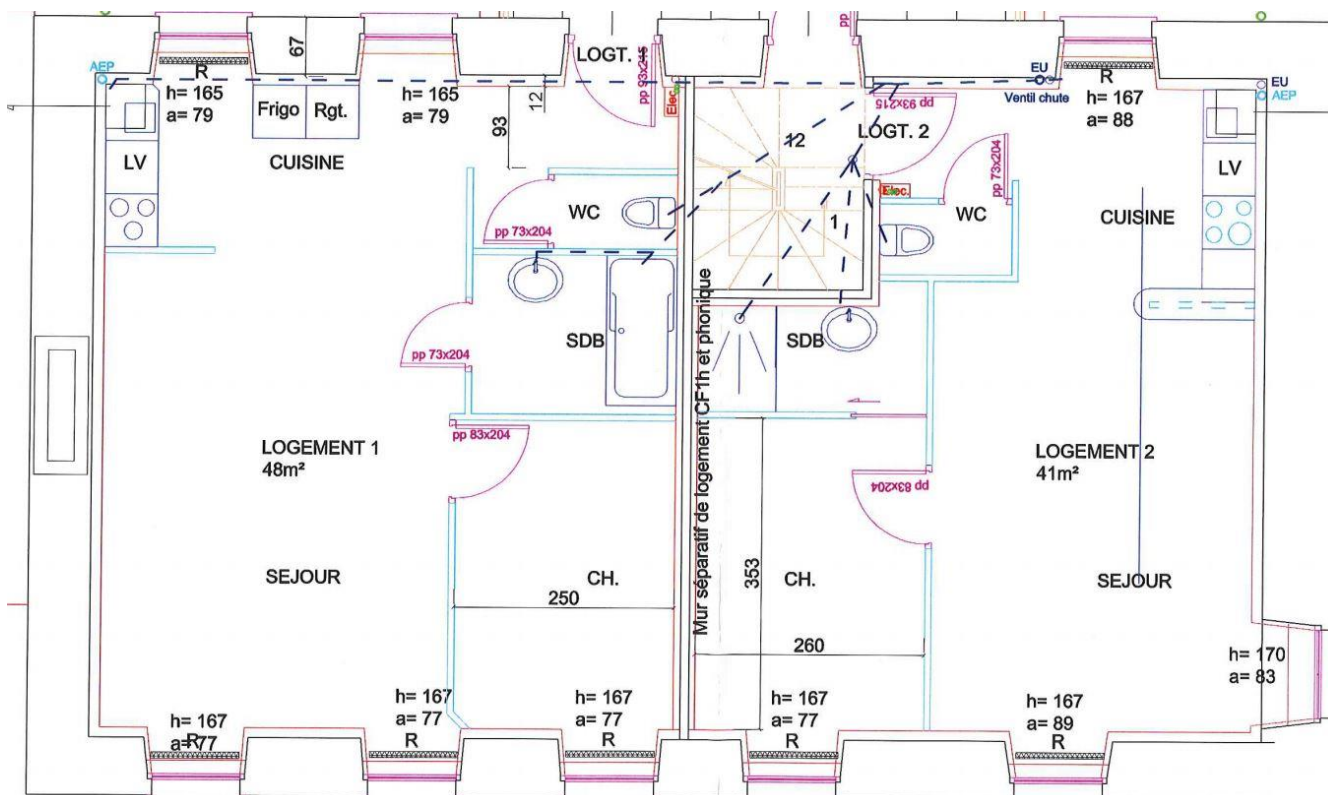 67
LOGT.
pp
pp 93x215
AEP
R
h= 165
a= 79
Frigo
Rgt.
h= 165
a= 79
12
93
Elec.
EU
Ventil chute
R
h= 167
a= 88
EU
AEP
pp 93x215
LOGT. 2
12
LV
CUISINE
WC
pp 73x204
1
Elec.
WC
pp 73x204
CUISINE
LV
SDB
pp 73x204
SDB
Mur séparatif de logement CF1h et phonique
pp 83x204
LOGEMENT 1
48m²
353
pp 83x204
LOGEMENT 2
41m²
SEJOUR
CH.
250
CH.
260
SEJOUR
h= 170
a= 83
h= 167
a= 77
R
h= 167
a= 77
R
h= 167
a= 77
R
h= 167
a= 77
R
h= 167
a= 89
R